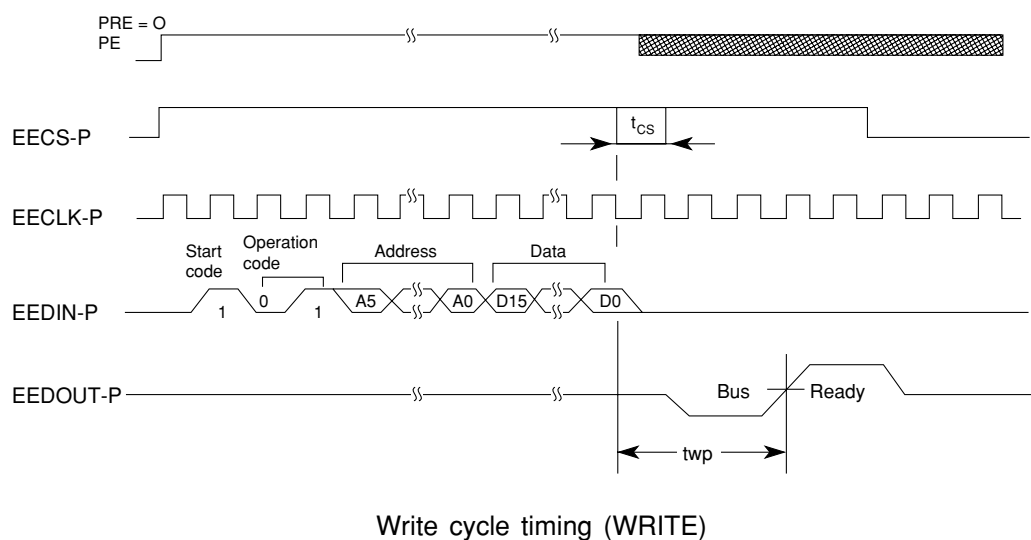 PRE = O
PE
EECS-P
tCS
EECLK-P
Start
code
Operation
code
Address
Data
EEDIN-P
1
0
1
A5
A0
D15
D0
EEDOUT-P
Bus
Ready
twp
Write cycle timing (WRITE)